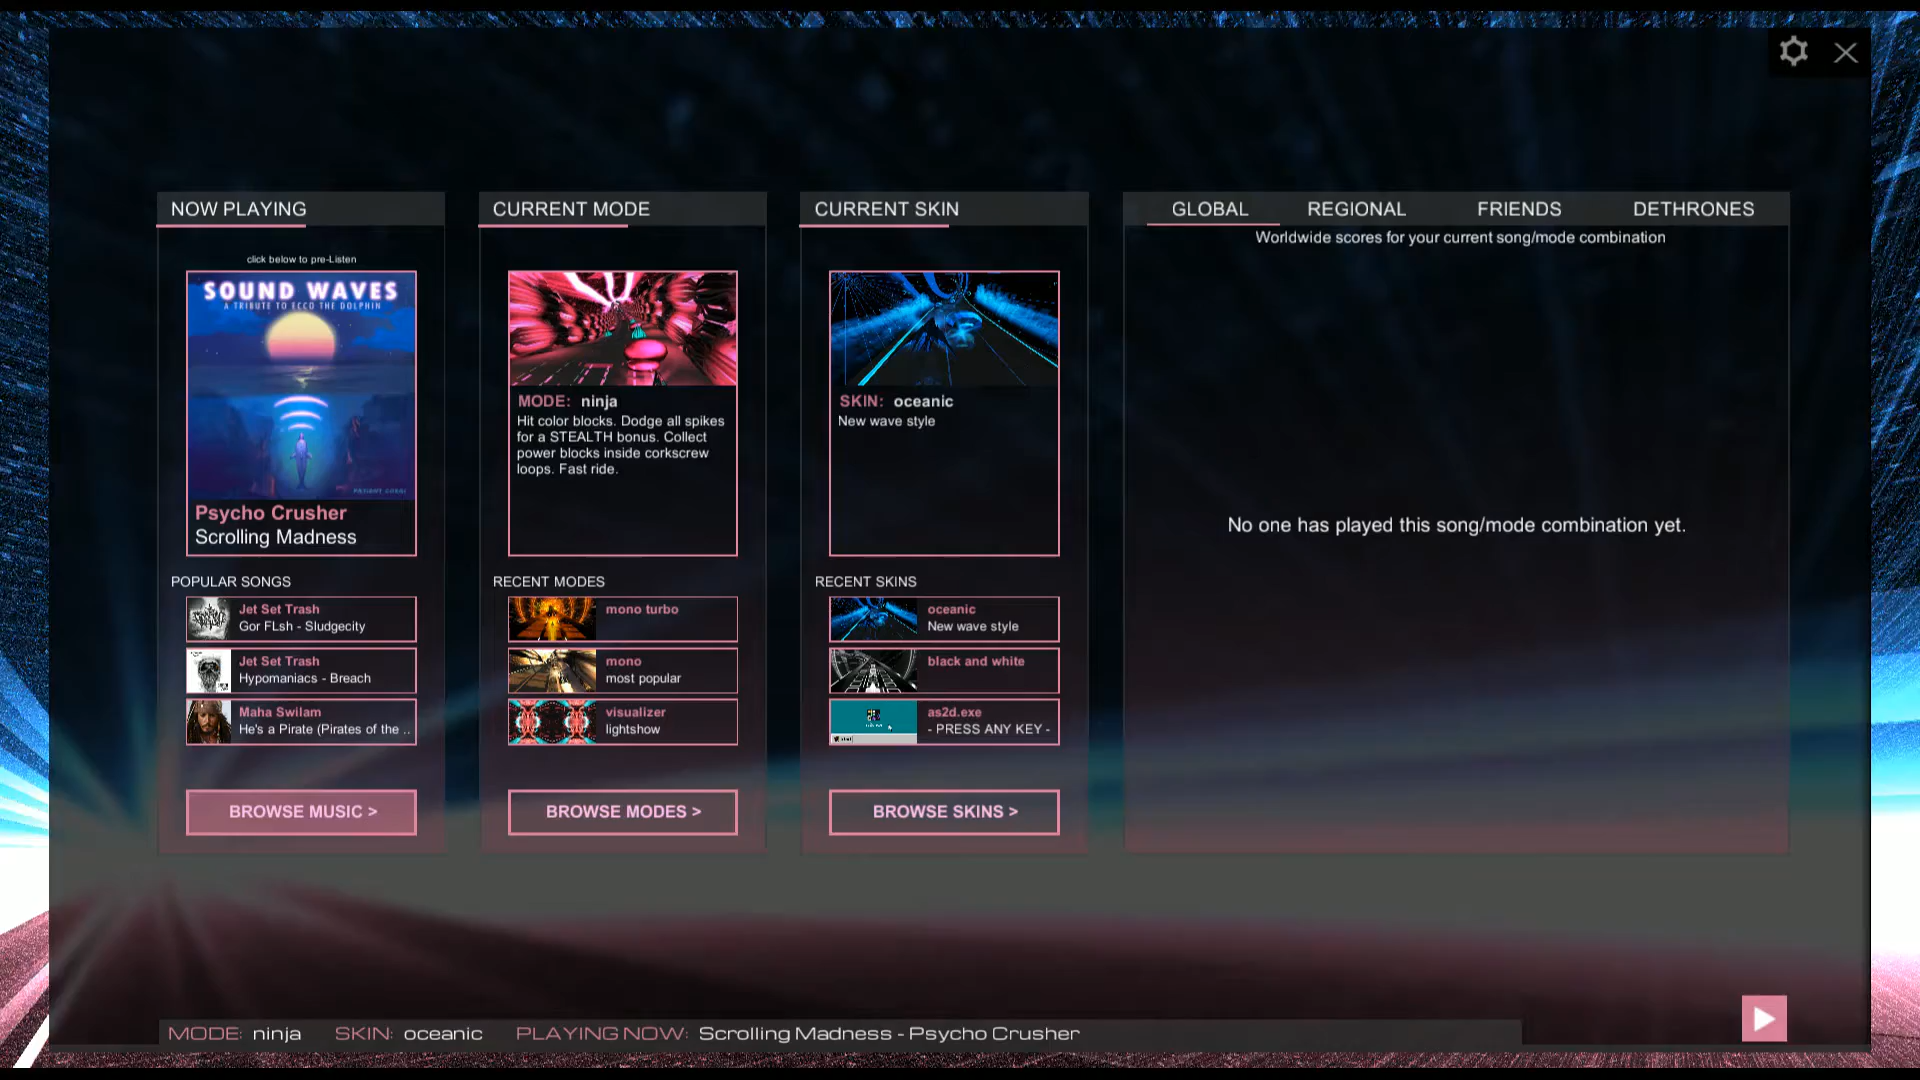 NOW PLAYING
click below to pre-Listen
SOUND WAVES
A TRIBUTE TO ECCO THE DOLPHIN
Psycho Crusher
Scrolling Madness
POPULAR SONGS
Jet Set Trash
Gor FLsh - Sludgecity
Jet Set Trash
Hypomaniacs - Breach
Maha Swilam
He's a Pirate (Pirates of the ..
BROWSE MUSIC >
CURRENT MODE
MODE: ninja
Hit color blocks. Dodge all spikes
for a STEALTH bonus. Collect
power blocks inside corkscrew
loops. Fast ride.
RECENT MODES
mono turbo
mono
most popular
visualizer
lightshow
BROWSE MODES >
CURRENT SKIN
SKIN: oceanic
New wave style
RECENT SKINS
oceanic
New wave style
black and white
as2d.exe
- PRESS ANY KEY -
BROWSE SKINS >
GLOBAL REGIONAL FRIENDS DETHRONES
Worldwide scores for your current song/mode combination
No one has played this song/mode combination yet.
MODE: ninja SKIN: oceanic PLAYING NOW: Scrolling Madness - Psycho Crusher